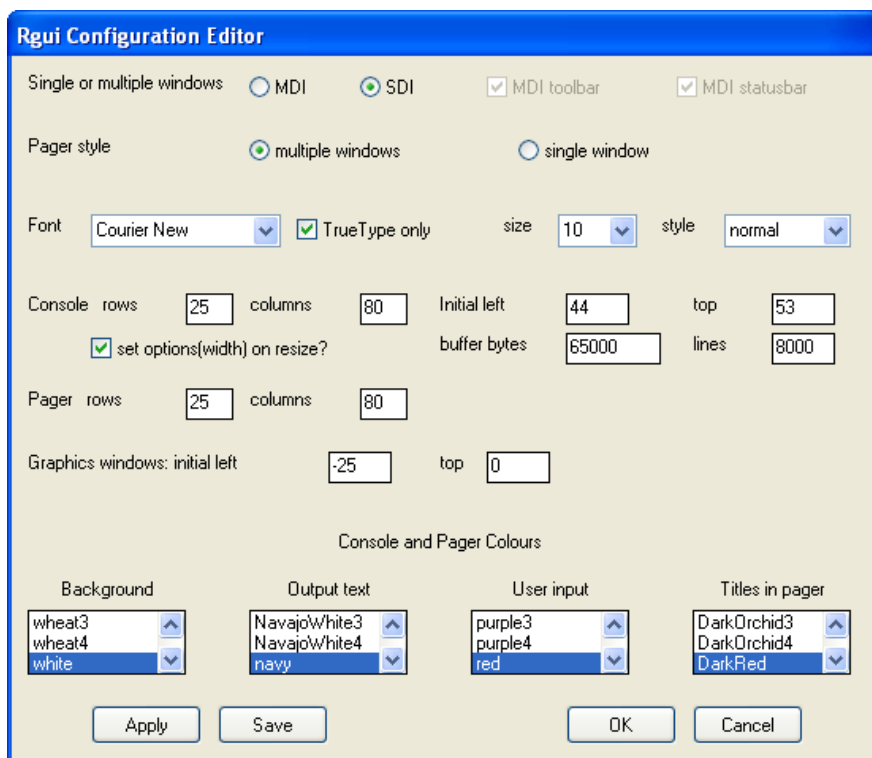 Rgui Configuration Editor
Single or multiple windows MDI SDI MDI toolbar MDI statusbar
Pager style multiple windows single window
Font Courier New TrueType only size 10 style normal
Console rows 25 columns 80 Initial left 44 top 53
set options(width) on resize? buffer bytes 65000 lines 8000
Pager rows 25 columns 80
Graphics windows: initial left -25 top 0
Console and Pager Colours
Background Output text User input Titles in pager
wheat3 NavajoWhite3 purple3 DarkOrchid3
wheat4 NavajoWhite4 purple4 DarkOrchid4
white navy red DarkRed
Apply Save OK Cancel